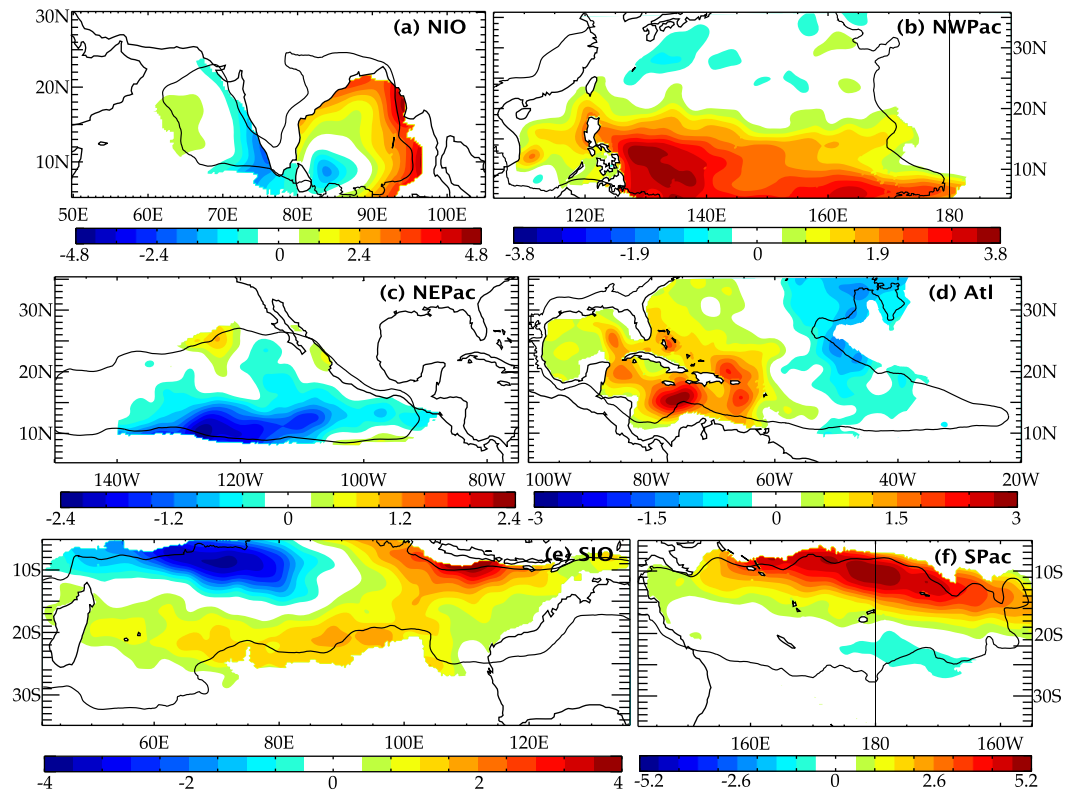 (a) NIO
30N
20N
10N
50E 60E 70E 80E 90E 100E
-4.8 -2.4 0 2.4 4.8
(b) NWPac
30N
20N
10N
120E 140E 160E 180
-3.8 -1.9 0 1.9 3.8
(c) NEPac
30N
20N
10N
140W 120W 100W 80W
-2.4 -1.2 0 1.2 2.4
(d) Atl
30N
20N
10N
100W 80W 60W 40W 20W
-3 -1.5 0 1.5 3
(e) SIO
10S
20S
30S
60E 80E 100E 120E
-4 -2 0 2 4
(f) SPac
10S
20S
30S
160E 180 160W
-5.2 -2.6 0 2.6 5.2